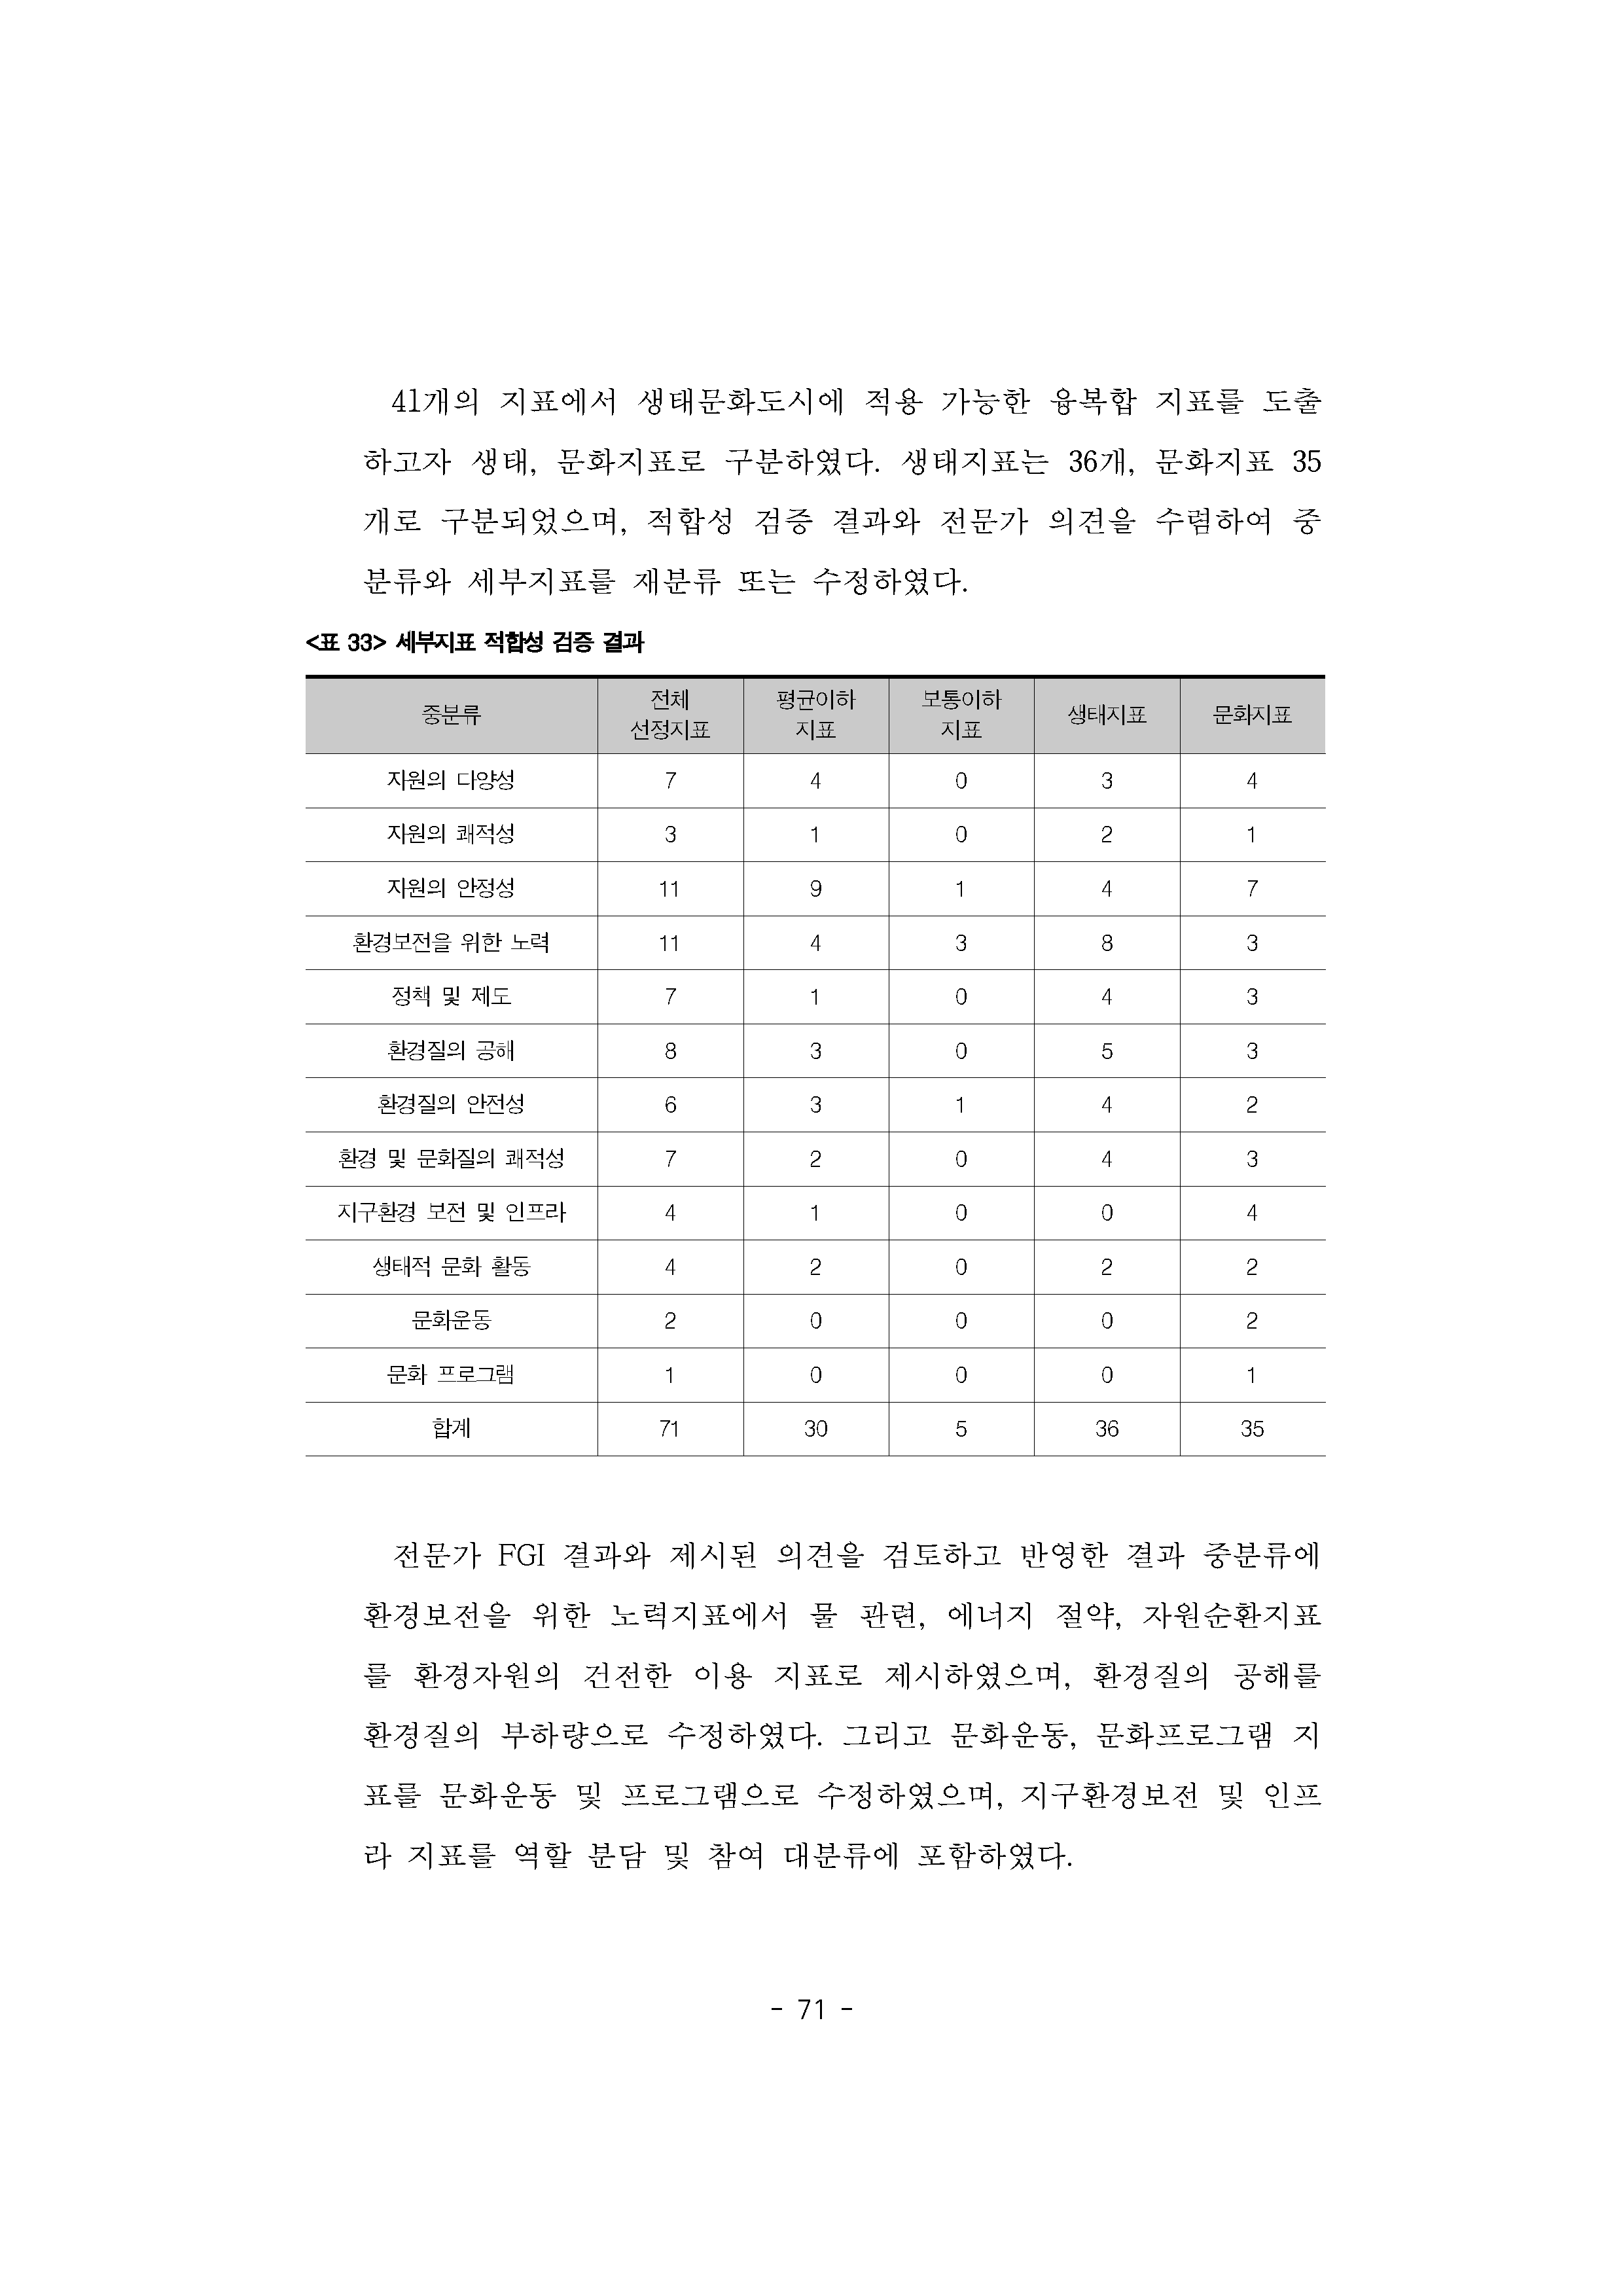 41개의 지표에서 생태문화도시에 적용 가능한 융복합 지표를 도출
하고자 생태, 문화지표로 구분하였다. 생태지표는 36개, 문화지표 35
개로 구분되었으며, 적합성 검증 결과와 전문가 의견을 수렴하여 중
분류와 세부지표를 재분류 또는 수정하였다.
<표 33> 세부지표 적합성 검증 결과
중분류 전체 선정지표 평균이하 지표 보통이하 지표 생태지표 문화지표
자원의 다양성 7 4 0 3 4
자원의 쾌적성 3 1 0 2 1
자원의 안정성 11 9 1 4 7
환경보전을 위한 노력 11 4 3 8 3
정책 및 제도 7 1 0 4 3
환경질의 공해 8 3 0 5 3
환경질의 안전성 6 3 1 4 2
환경 및 문화질의 쾌적성 7 2 0 4 3
지구환경 보전 및 인프라 4 1 0 0 4
생태적 문화 활동 4 2 0 2 2
문화운동 2 0 0 0 2
문화 프로그램 1 0 0 0 1
합계 71 30 5 36 35
전문가 FGI 결과와 제시된 의견을 검토하고 반영한 결과 중분류에
환경보전을 위한 노력지표에서 물 관련, 에너지 절약, 자원순환지표
를 환경자원의 건전한 이용 지표로 제시하였으며, 환경질의 공해를
환경질의 부하량으로 수정하였다. 그리고 문화운동, 문화프로그램 지
표를 문화운동 및 프로그램으로 수정하였으며, 지구환경보전 및 인프
라 지표를 역할 분담 및 참여 대분류에 포함하였다.
- 71 -